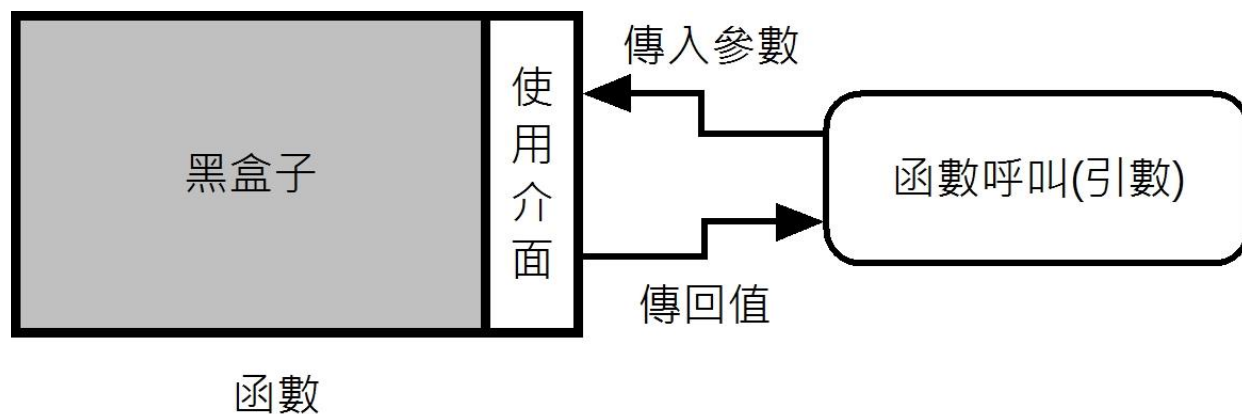 黑盒子
使用介面
傳入參數
函數呼叫(引數)
傳回值
函數